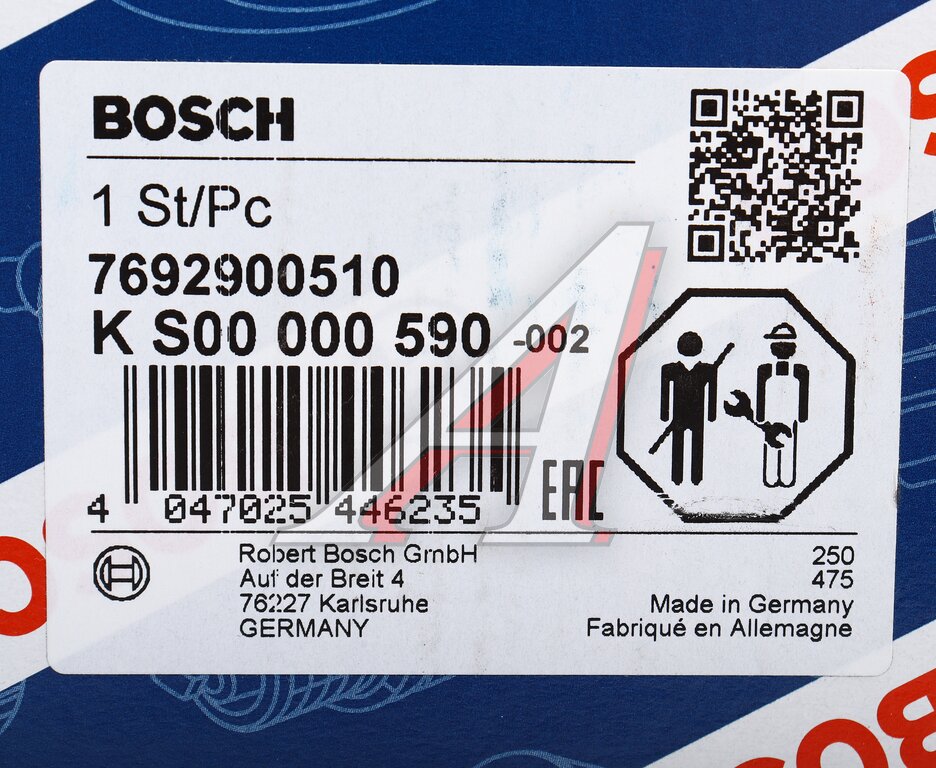 BOSCH
1 St/Pc
7692900510
K S00 000 590 -002
4 047025 446235
EAC
Robert Bosch GmbH
Auf der Breit 4
76227 Karlsruhe
GERMANY
250
475
Made in Germany
Fabriqué en Allemagne